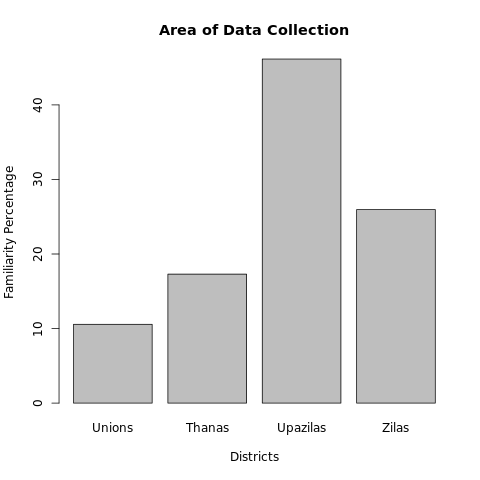 Area of Data Collection
Familiarity Percentage
40
30
20
10
0
Unions Thanas Upazilas Zilas
Districts